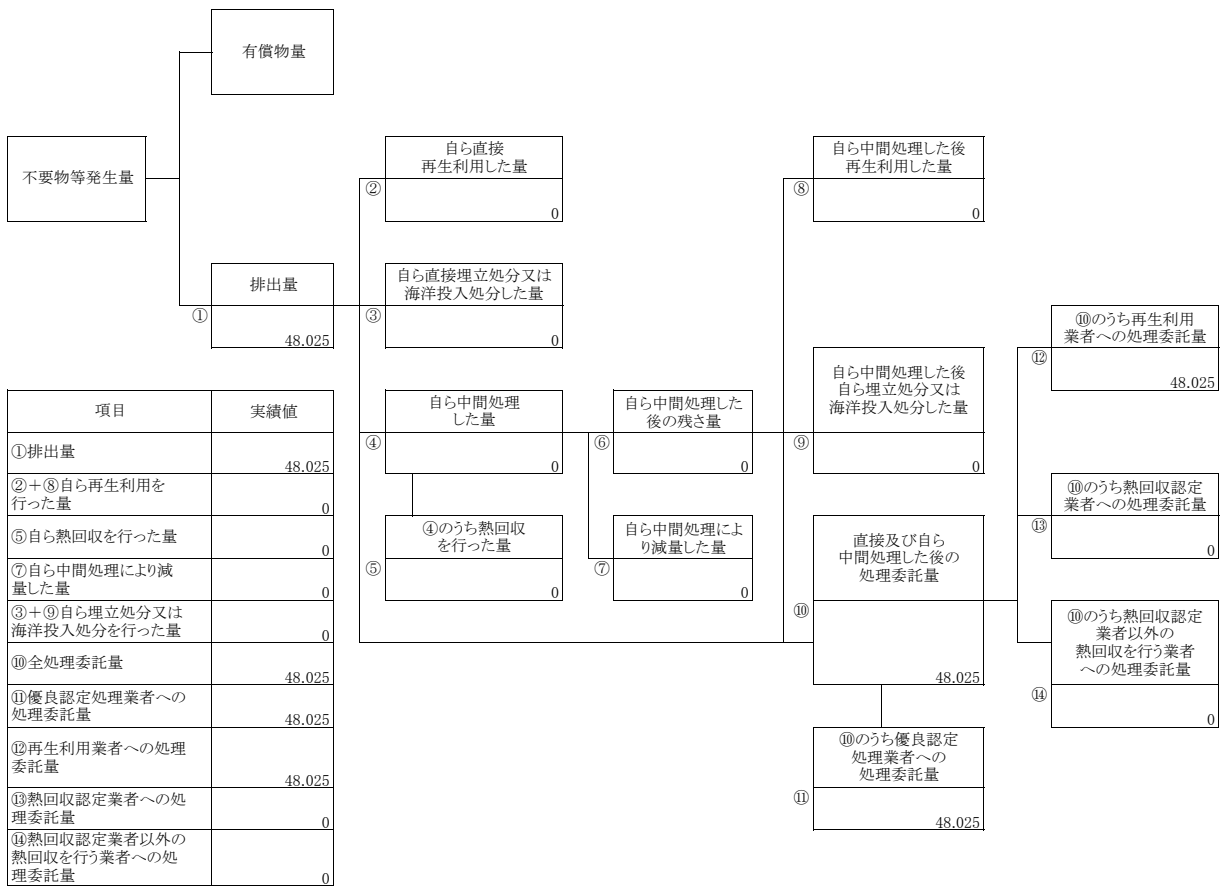 有償物量
不要物等発生量
自ら直接
再生利用した量
②
0
自ら中間処理した後
再生利用した量
⑧
0
排出量
①
48.025
自ら直接埋立処分又は
海洋投入処分した量
③
0
自ら中間処理
した量
④
0
自ら中間処理した
後の残さ量
⑥
0
自ら中間処理した後
自ら埋立処分又は
海洋投入処分した量
⑨
0
⑩のうち再生利用
業者への処理委託量
⑫
48.025
④のうち熱回収
を行った量
⑤
0
自ら中間処理によ
り減量した量
⑦
0
直接及び自ら
中間処理した後の
処理委託量
⑩
48.025
⑩のうち熱回収認定
業者への処理委託量
⑬
0
⑩のうち熱回収認定
業者以外の
熱回収を行う業者
への処理委託量
⑭
0
⑩のうち優良認定
処理業者への
処理委託量
⑪
48.025
項目 実績値
①排出量 48.025
②+⑧自ら再生利用を
行った量 0
⑤自ら熱回収を行った量 0
⑦自ら中間処理により減
量した量 0
③+⑨自ら埋立処分又は
海洋投入処分を行った量 0
⑩全処理委託量 48.025
⑪優良認定処理業者への
処理委託量 48.025
⑫再生利用業者への処理
委託量 48.025
⑬熱回収認定業者への処
理委託量 0
⑭熱回収認定業者以外の
熱回収を行う業者への処
理委託量 0